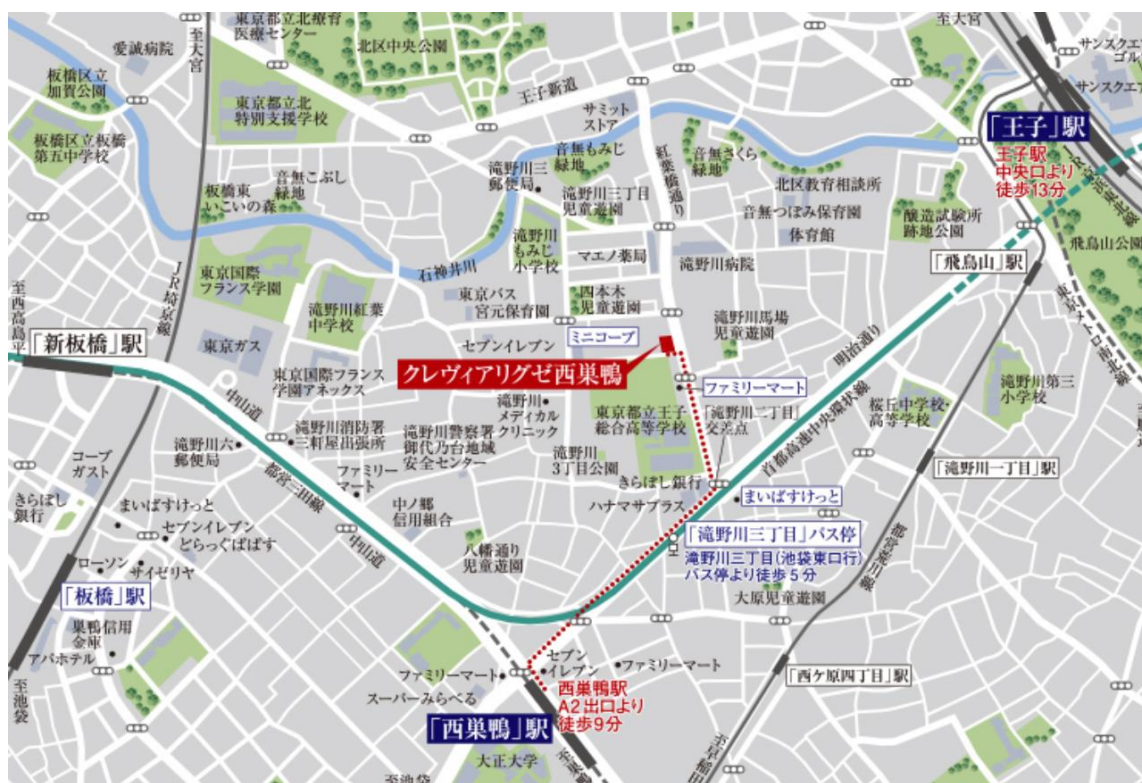 至大宮
東京都立北療育
医療センター
北区中央公園
愛誠病院
板橋区立
加賀公園
東京都立北
特別支援学校
王子新道
サミット
ストア
至大宮
サンスクエア
ゴル
サンスクエア
「王子」駅
王子駅
中央口より
徒歩13分
JR京浜東北線
板橋区立板橋
第五中学校
音無もみじ
緑地
紅葉橋通り
音無さくら
緑地
滝野川三
郵便局
音無こぶし
緑地
板橋東
いこいの森
滝野川三丁目
児童遊園
北区教育相談所
音無つぼみ保育園
体育館
醸造試験所
跡地公園
飛鳥山公園
滝野川
もみじ
小学校
マエノ薬局
滝野川病院
「飛鳥山」駅
石神井川
JR埼京線
東京国際
フランス学園
東京メトロ南北線
至西高島平
滝野川紅葉
中学校
東京バス
宮元保育園
四本木
児童遊園
滝野川馬場
児童遊園
明治通り
「新板橋」駅
東京ガス
セブンイレブン
ミニコープ
クレヴィアリグゼ西巣鴨
ファミリーマート
東京国際フランス
学園アネックス
中山道
滝野川
メディカル
クリニック
東京都立王子
総合高等学校
「滝野川二丁目」
交差点
首都高速中央環状線
桜丘中学校・
高等学校
滝野川第三
小学校
滝野川消防署
三軒屋出張所
滝野川警察署
御代乃台地域
安全センター
滝野川
3丁目公園
滝野川六
郵便局
都営三田線
ファミリー
マート
きらぼし銀行
「滝野川一丁目」駅
コープ
ガスト
きらぼし
銀行
まいばすけっと
中ノ郷
信用組合
ハナマサプラス
まいばすけっと
セブンイレブン
どらっぐぱぱす
中山道
「滝野川三丁目」バス停
滝野川三丁目(池袋東口行)
バス停より徒歩5分
都営荒川線
八幡通り
児童遊園
ローソン
サイゼリヤ
「板橋」駅
大原児童遊園
巣鴨信用
金庫
アパホテル
セブン
イレブン
ファミリーマート
ファミリーマート
「西ケ原四丁目」駅
スーパーみらべる
西巣鴨駅
A2出口より
徒歩9分
至池袋
「西巣鴨」駅
大正大学
至池袋